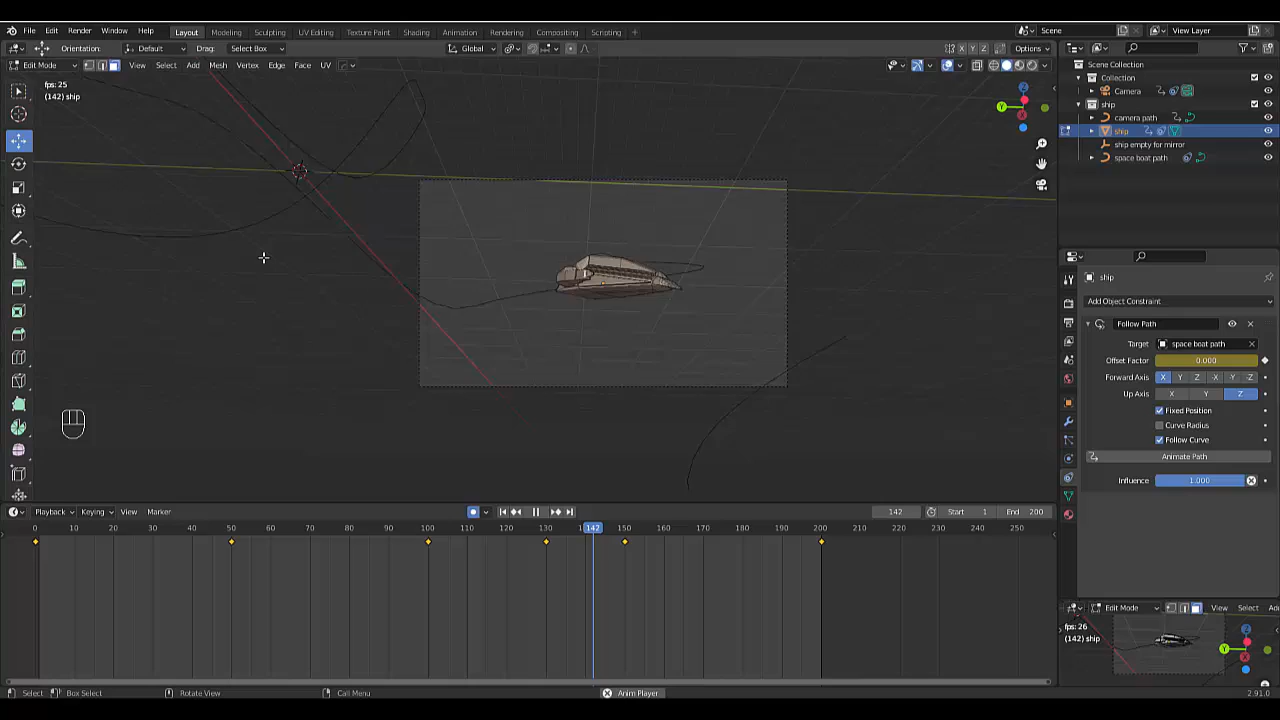 File Edit Render Window Help Layout Modeling Sculpting UV Editing Texture Paint Shading Animation Rendering Compositing Scripting Scene View Layer
Orientation: Default Drag: Select Box Global X Y Z Options
Edit Mode View Select Add Mesh Vertex Edge Face UV
fps: 25
(142) ship
Scene Collection
Collection
Camera
ship
camera path
ship
ship empty for mirror
space boat path
ship
Add Object Constraint
Follow Path
Target space boat path
Offset Factor 0.000
Forward Axis X Y Z -X -Y -Z
Up Axis X Y Z
Fixed Position
Curve Radius
Follow Curve
Animate Path
Influence 1.000
Playback Keying View Marker 142 Start 1 End 200
0 10 20 30 40 50 60 70 80 90 100 110 120 130 142 150 160 170 180 190 200 210 220 230 240 250
Edit Mode View Select Ad
fps: 26
(142) ship
Select Box Select Rotate View Call Menu Anim Player 2.91.0